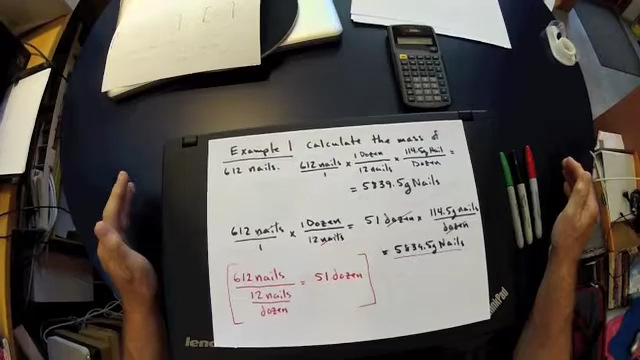 Example 1 Calculate the mass of
612 nails. 612 nails/1 × 1 Dozen/12 nails × 114.5g Nail/Dozen =
= 5839.5g Nails
612 nails/1 × 1 Dozen/12 nails = 51 dozen × 114.5g nails/dozen
= 5839.5g Nails
[612 nails/(12 nails/dozen) = 51 dozen]
lenovo
ThinkPad